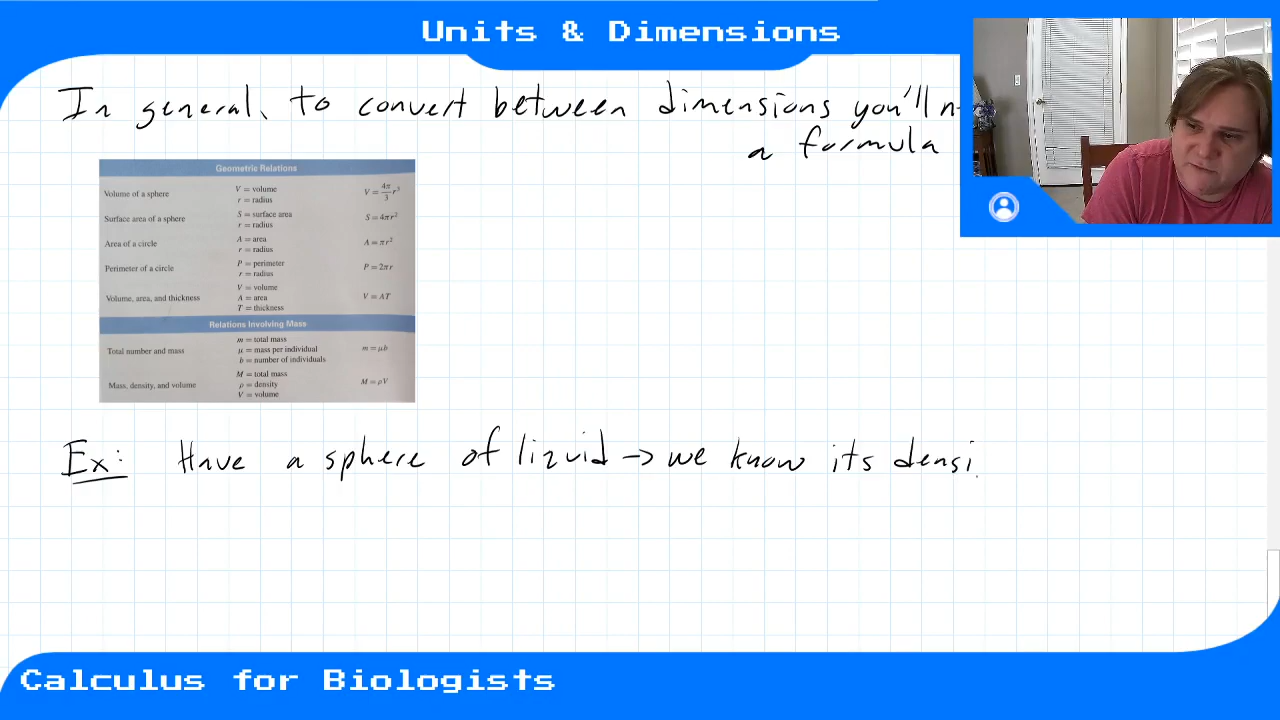 Units & Dimensions
In general, to convert between dimensions you'll
a formula
Geometric Relations
Volume of a sphere V = volume r = radius V = 4π/3 r³
Surface area of a sphere S = surface area r = radius S = 4πr²
Area of a circle A = area r = radius A = πr²
Perimeter of a circle P = perimeter r = radius P = 2πr
Volume, area, and thickness V = volume A = area T = thickness V = AT
Relations Involving Mass
Total number and mass m = total mass μ = mass per individual b = number of individuals m = μb
Mass, density, and volume M = total mass ρ = density V = volume M = ρV
Ex: Have a sphere of liquid → we know its densi
Calculus for Biologists